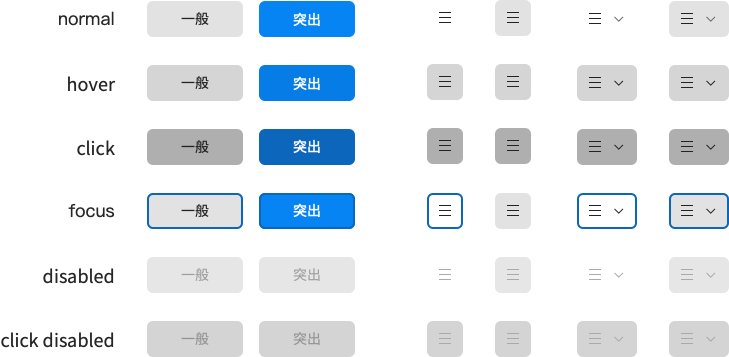 normal 一般 突出
hover 一般 突出
click 一般 突出
focus 一般 突出
disabled 一般 突出
click disabled 一般 突出